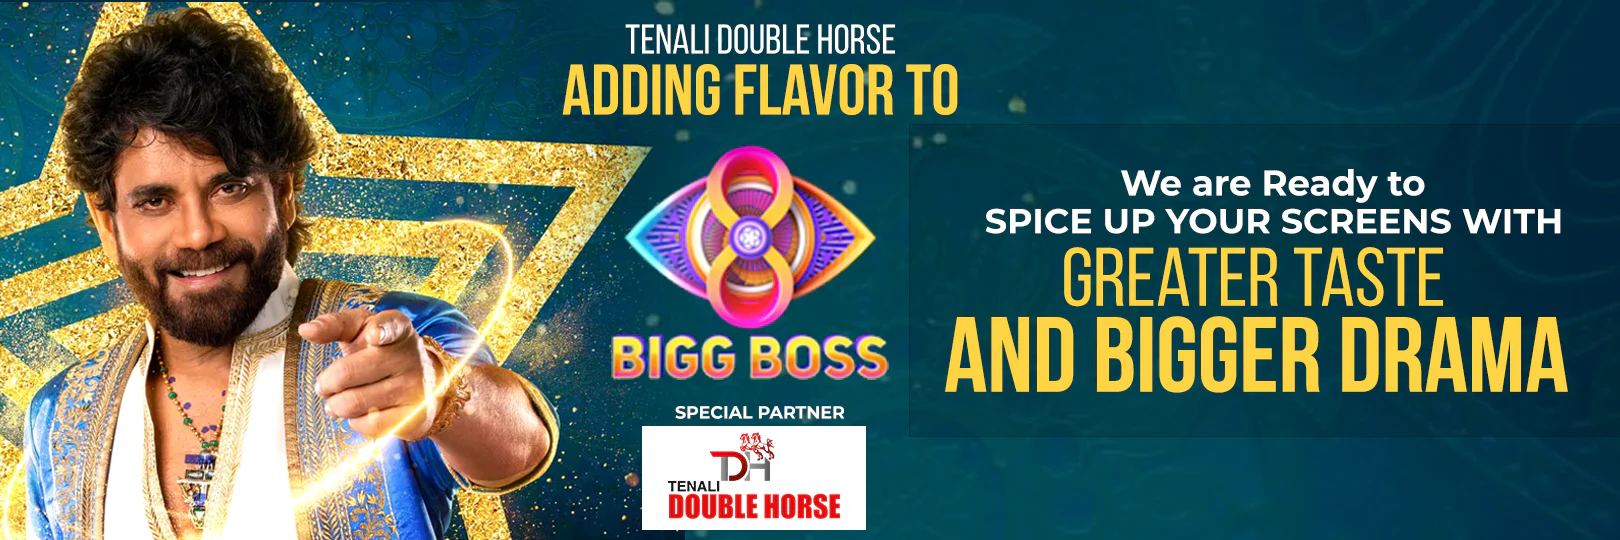 TENALI DOUBLE HORSE
ADDING FLAVOR TO
8
BIGG BOSS
SPECIAL PARTNER
TDH
TENALI
DOUBLE HORSE
We are Ready to
SPICE UP YOUR SCREENS WITH
GREATER TASTE
AND BIGGER DRAMA